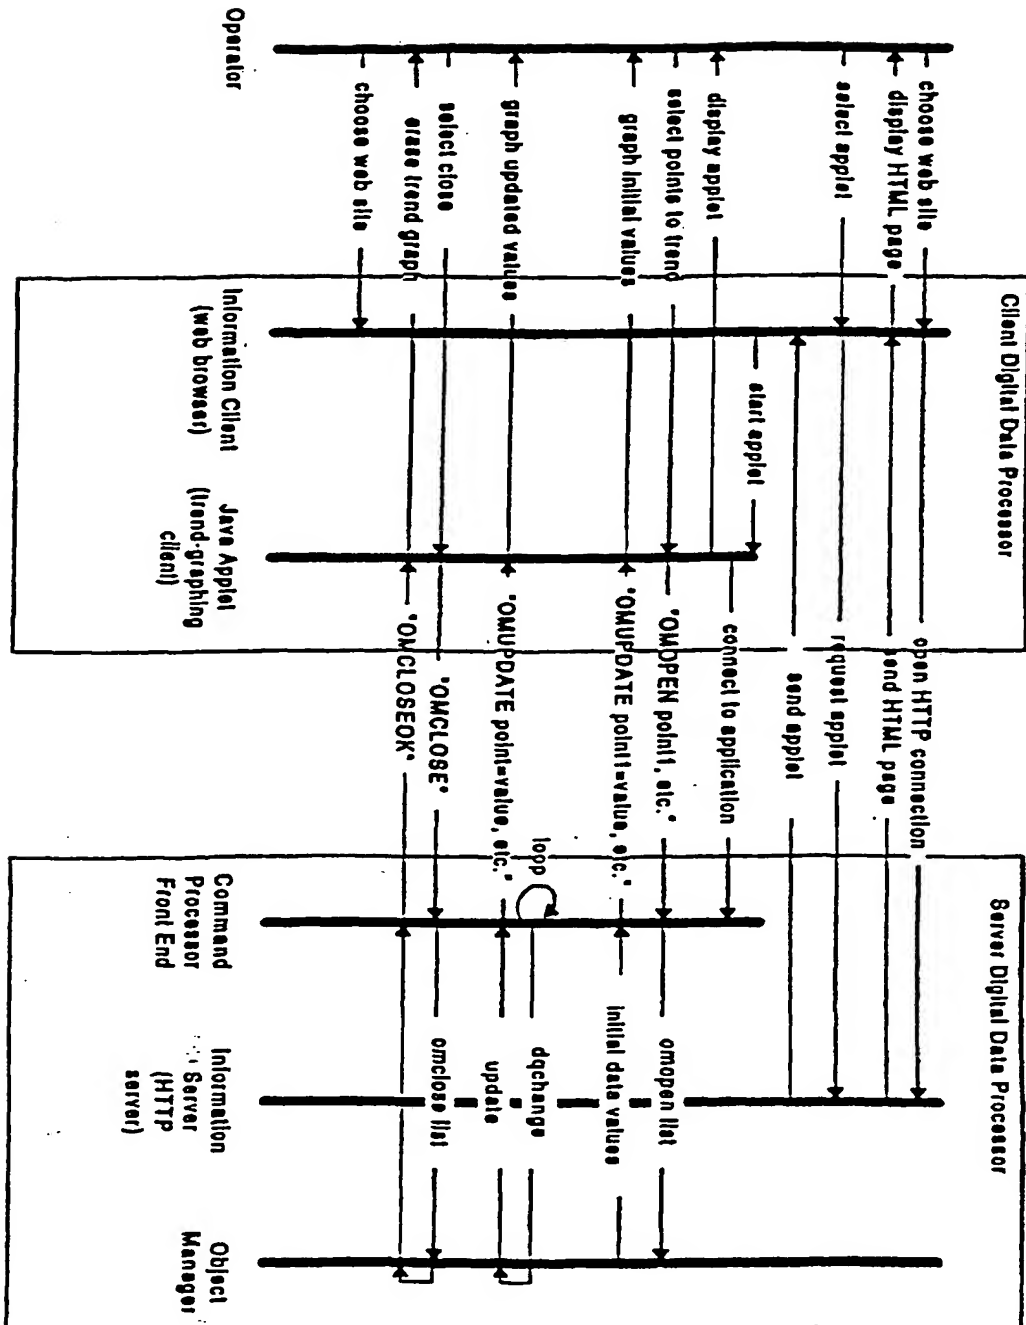 Client Digital Data Processor
Server Digital Data Processor
choose web site
open HTTP connection
display HTML page
send HTML page
select applet
request applet
send applet
start applet
connect to application
display applet
select points to trend
"OMOPEN point1, etc."
omopen list
graph initial values
"OMUPDATE point1=value, etc."
initial data values
loop
dqchange
graph updated values
"OMUPDATE point=value, etc."
update
select close
"OMCLOSE"
omclose list
erase trend graph
"OMCLOSEOK"
choose web site
Operator
Information Client
(web browser)
Java Applet
(trend-graphing
client)
Command
Processor
Front End
Information
Server
(HTTP
server)
Object
Manager